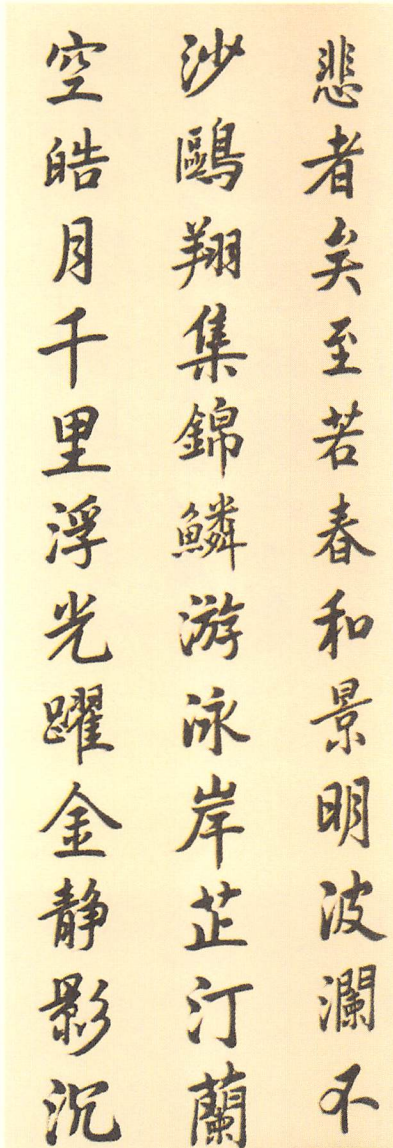 悲者矣至若春和景明波瀾不
沙鷗翔集錦鱗游泳岸芷汀蘭
空皓月千里浮光躍金静影沉